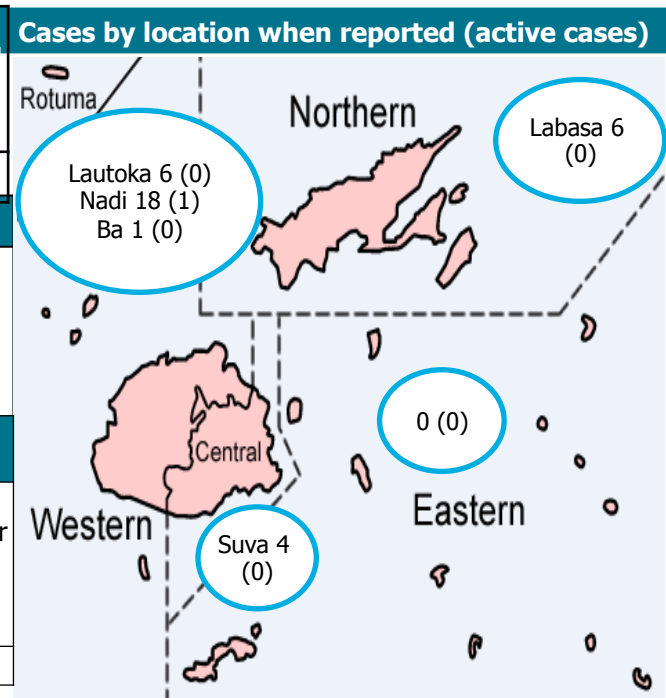 Cases by location when reported (active cases)
Rotuma
Northern
Labasa 6
(0)
Lautoka 6 (0)
Nadi 18 (1)
Ba 1 (0)
0 (0)
Central
Western
Eastern
Suva 4
(0)
r